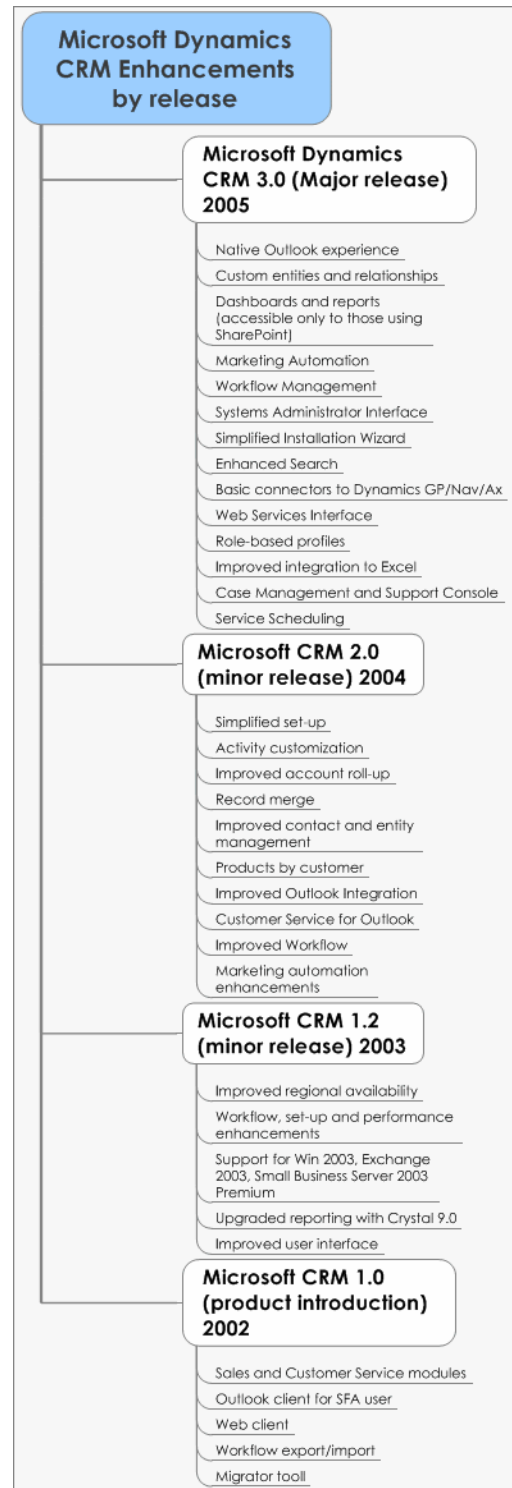 Microsoft Dynamics
CRM Enhancements
by release
Microsoft Dynamics
CRM 3.0 (Major release)
2005
Native Outlook experience
Custom entities and relationships
Dashboards and reports
(accessible only to those using
SharePoint)
Marketing Automation
Workflow Management
Systems Administrator Interface
Simplified Installation Wizard
Enhanced Search
Basic connectors to Dynamics GP/Nav/Ax
Web Services Interface
Role-based profiles
Improved integration to Excel
Case Management and Support Console
Service Scheduling
Microsoft CRM 2.0
(minor release) 2004
Simplified set-up
Activity customization
Improved account roll-up
Record merge
Improved contact and entity
management
Products by customer
Improved Outlook Integration
Customer Service for Outlook
Improved Workflow
Marketing automation
enhancements
Microsoft CRM 1.2
(minor release) 2003
Improved regional availability
Workflow, set-up and performance
enhancements
Support for Win 2003, Exchange
2003, Small Business Server 2003
Premium
Upgraded reporting with Crystal 9.0
Improved user interface
Microsoft CRM 1.0
(product introduction)
2002
Sales and Customer Service modules
Outlook client for SFA user
Web client
Workflow export/import
Migrator tooll